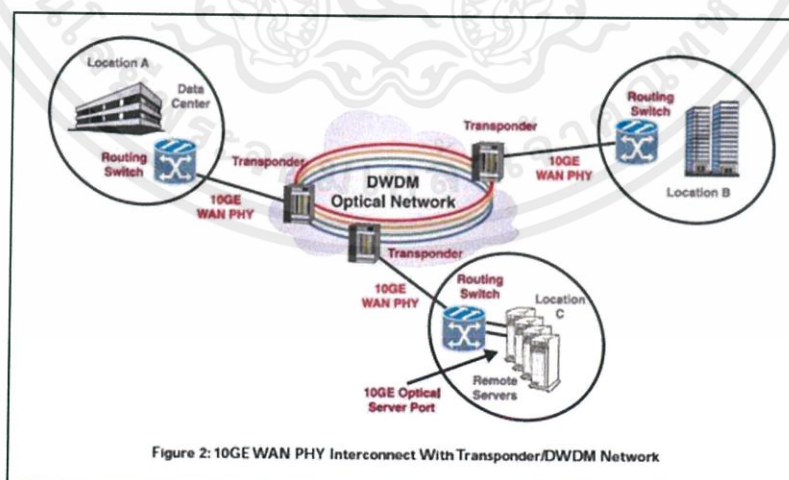 Location A
Data
Center
Routing
Switch
Transponder
10GE
WAN PHY
DWDM
Optical Network
Transponder
10GE
WAN PHY
Routing
Switch
Location B
Transponder
10GE
WAN PHY
Routing
Switch
Location
C
Remote
Servers
10GE Optical
Server Port
Figure 2: 10GE WAN PHY Interconnect With Transponder/DWDM Network